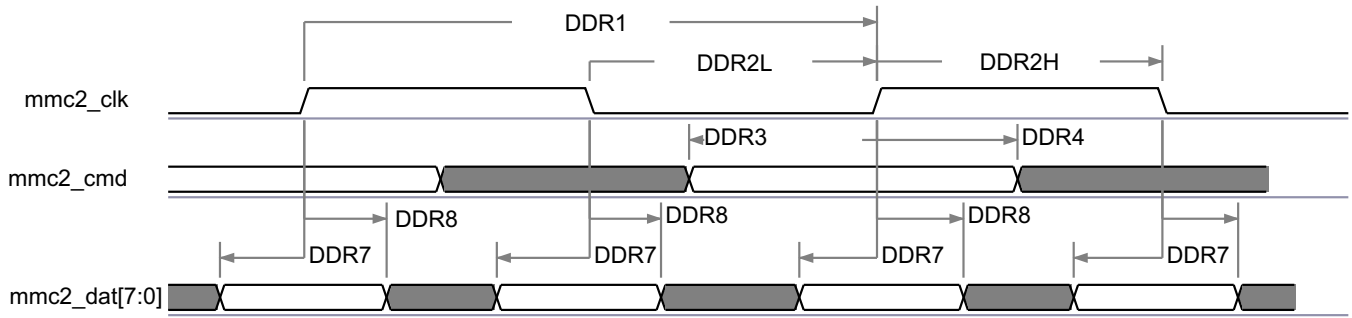 DDR1
DDR2L DDR2H
mmc2_clk
DDR3 DDR4
mmc2_cmd
DDR8 DDR8 DDR8
DDR7 DDR7 DDR7 DDR7
mmc2_dat[7:0]